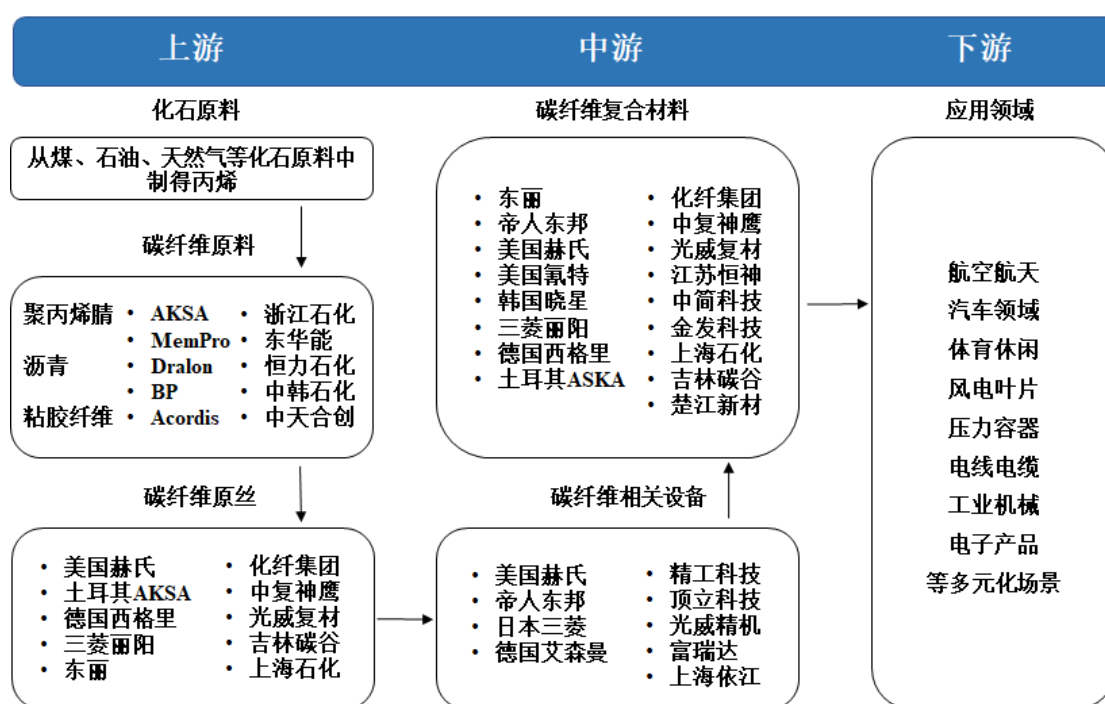 上游
中游
下游
化石原料
从煤、石油、天然气等化石原料中
制得丙烯
碳纤维原料
聚丙烯腈
沥青
粘胶纤维
• AKSA
• MemPro
• Dralon
• BP
• Acordis
• 浙江石化
• 东华能
• 恒力石化
• 中韩石化
• 中天合创
碳纤维原丝
• 美国赫氏
• 土耳其AKSA
• 德国西格里
• 三菱丽阳
• 东丽
• 化纤集团
• 中复神鹰
• 光威复材
• 吉林碳谷
• 上海石化
碳纤维复合材料
• 东丽
• 帝人东邦
• 美国赫氏
• 美国氰特
• 韩国晓星
• 三菱丽阳
• 德国西格里
• 土耳其ASKA
• 化纤集团
• 中复神鹰
• 光威复材
• 江苏恒神
• 中简科技
• 金发科技
• 上海石化
• 吉林碳谷
• 楚江新材
碳纤维相关设备
• 美国赫氏
• 帝人东邦
• 日本三菱
• 德国艾森曼
• 精工科技
• 顶立科技
• 光威精机
• 富瑞达
• 上海依江
应用领域
航空航天
汽车领域
体育休闲
风电叶片
压力容器
电线电缆
工业机械
电子产品
等多元化场景